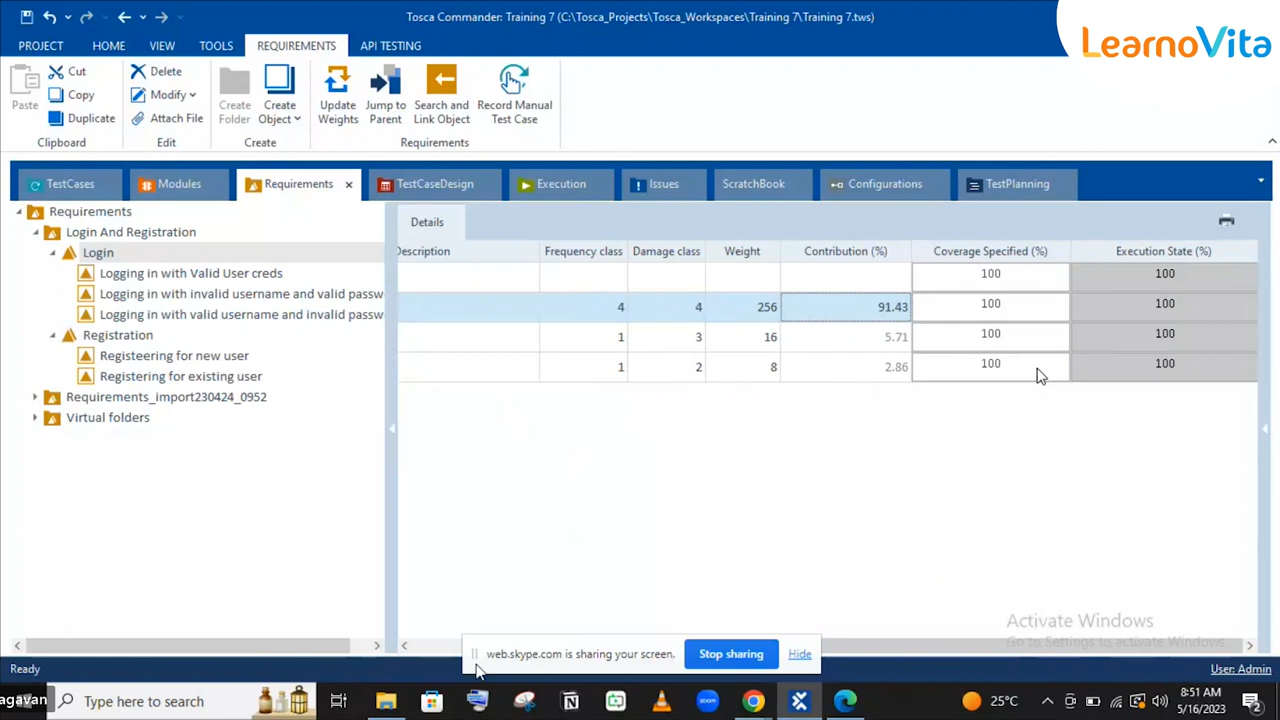 Tosca Commander: Training 7 (C:\Tosca_Projects\Tosca_Workspaces\Training 7\Training 7.tws)
LearnoVita
PROJECT HOME VIEW TOOLS REQUIREMENTS API TESTING
Paste
Cut
Copy
Duplicate
Clipboard
Delete
Modify
Attach File
Edit
Create Folder
Create Object
Create
Update Weights
Jump to Parent
Search and Link Object
Record Manual Test Case
Requirements
TestCases Modules Requirements TestCaseDesign Execution Issues ScratchBook Configurations TestPlanning
Requirements
Login And Registration
Login
Logging in with Valid User creds
Logging in with invalid username and valid passw
Logging in with valid username and invalid passw
Registration
Registeering for new user
Registering for existing user
Requirements_import230424_0952
Virtual folders
Details
Description Frequency class Damage class Weight Contribution (%) Coverage Specified (%) Execution State (%)
100 100
4 4 256 91.43 100 100
1 3 16 5.71 100 100
1 2 8 2.86 100 100
Activate Windows
Go to Settings to activate Windows.
web.skype.com is sharing your screen. Stop sharing Hide
Ready
User: Admin
agavan
Type here to search
25°C
8:51 AM
5/16/2023
2